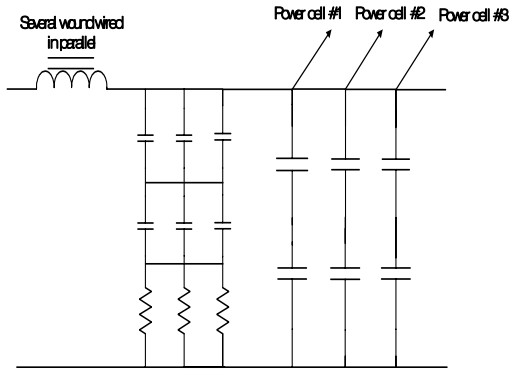 Several wound wired
in parallel
Power cell #1
Power cell #2
Power cell #3